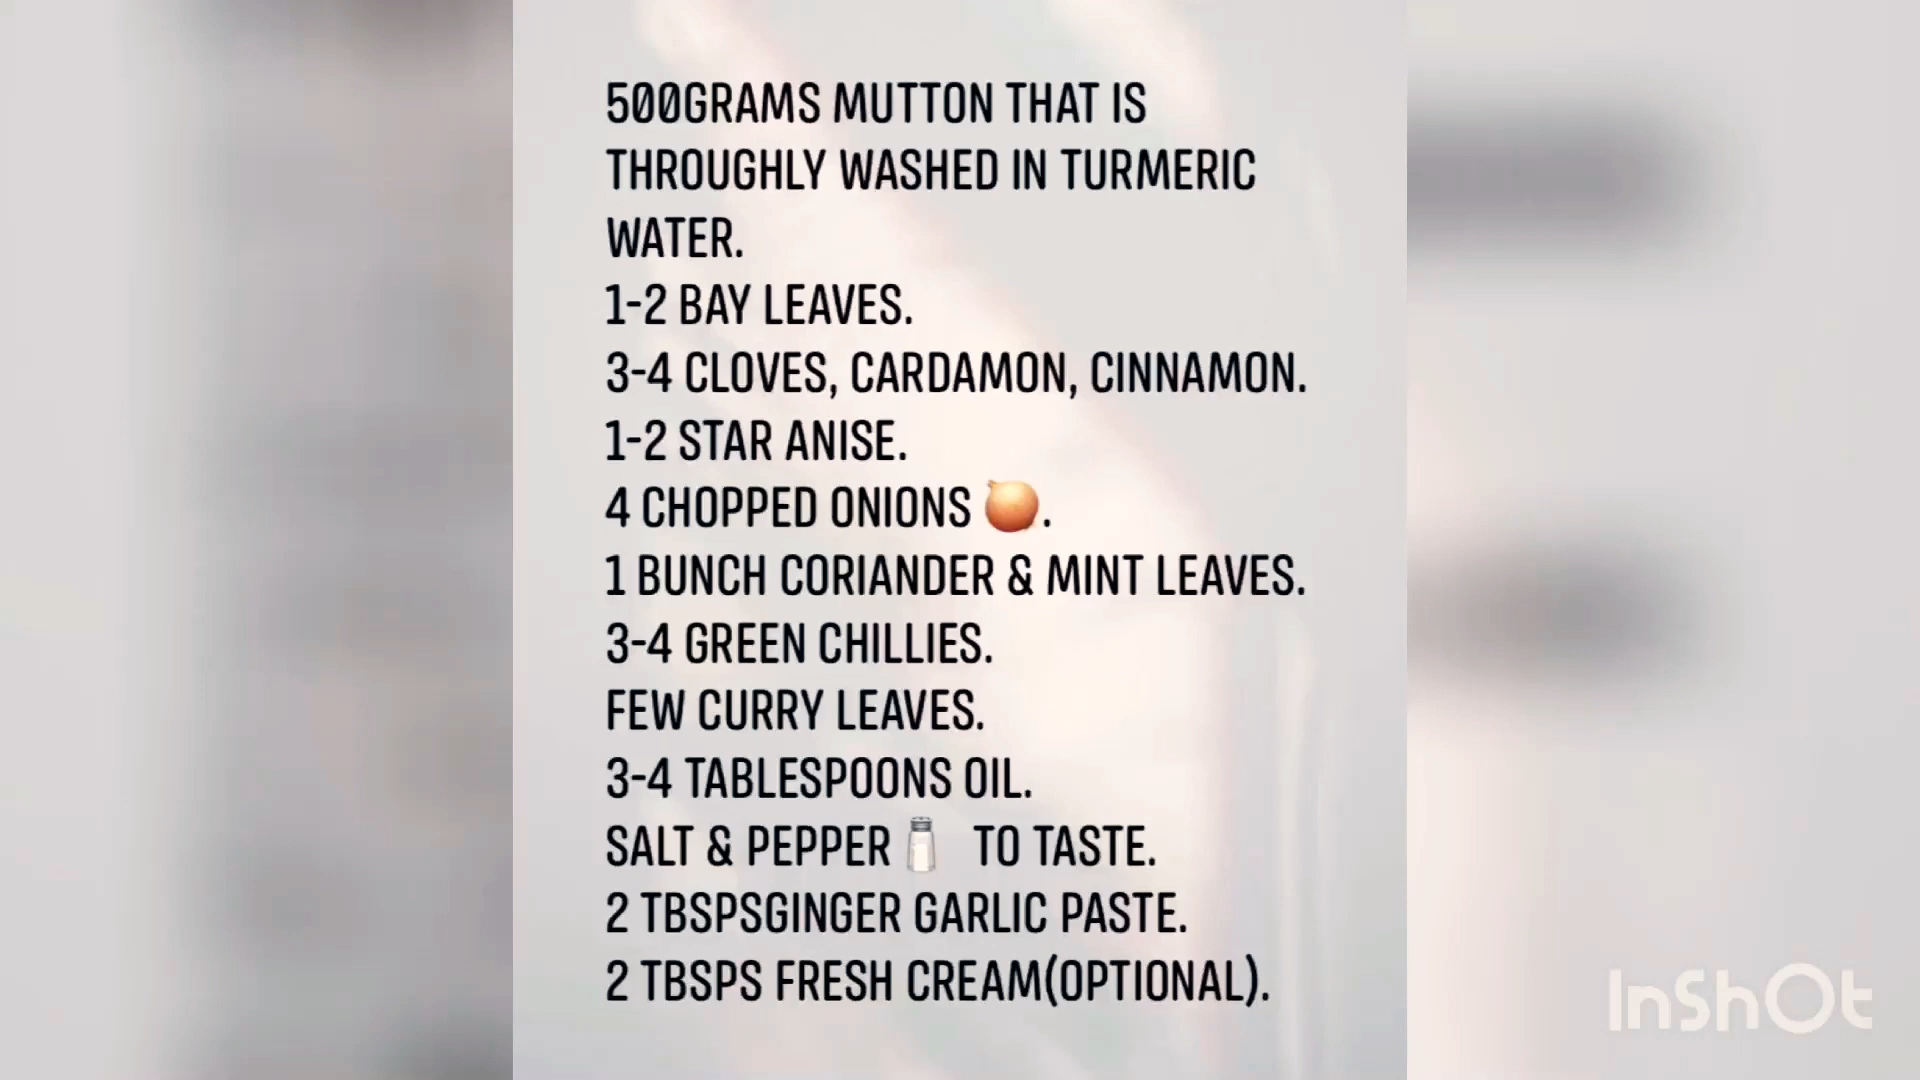 500GRAMS MUTTON THAT IS
THROUGHLY WASHED IN TURMERIC
WATER.
1-2 BAY LEAVES.
3-4 CLOVES, CARDAMON, CINNAMON.
1-2 STAR ANISE.
4 CHOPPED ONIONS 🧅.
1 BUNCH CORIANDER & MINT LEAVES.
3-4 GREEN CHILLIES.
FEW CURRY LEAVES.
3-4 TABLESPOONS OIL.
SALT & PEPPER🧂 TO TASTE.
2 TBSPSGINGER GARLIC PASTE.
2 TBSPS FRESH CREAM(OPTIONAL).
InShOt